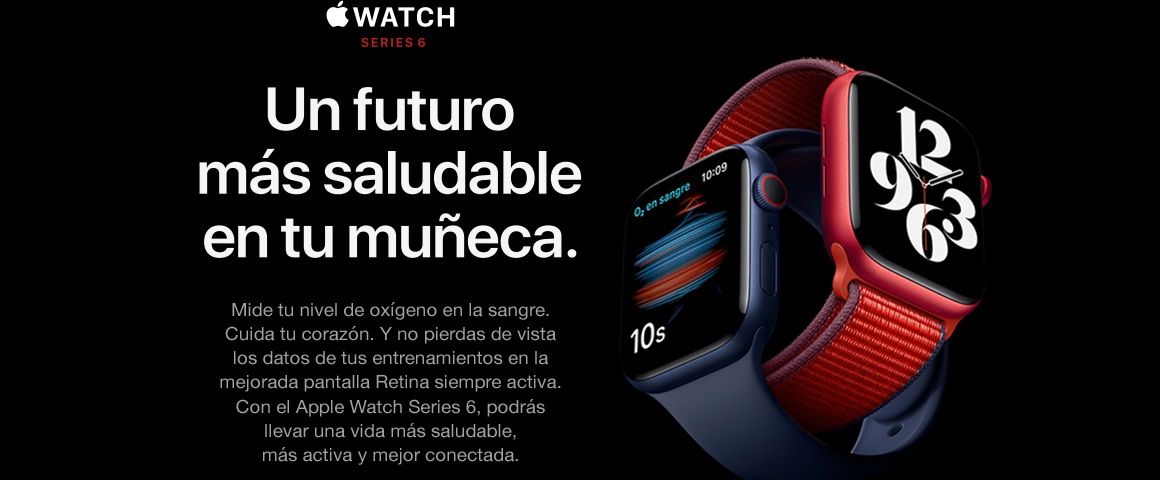 WATCH
SERIES 6
Un futuro
más saludable
en tu muñeca.
Mide tu nivel de oxígeno en la sangre.
Cuida tu corazón. Y no pierdas de vista
los datos de tus entrenamientos en la
mejorada pantalla Retina siempre activa.
Con el Apple Watch Series 6, podrás
llevar una vida más saludable,
más activa y mejor conectada.
O₂ en sangre
10:09
10s
12
9
3
6